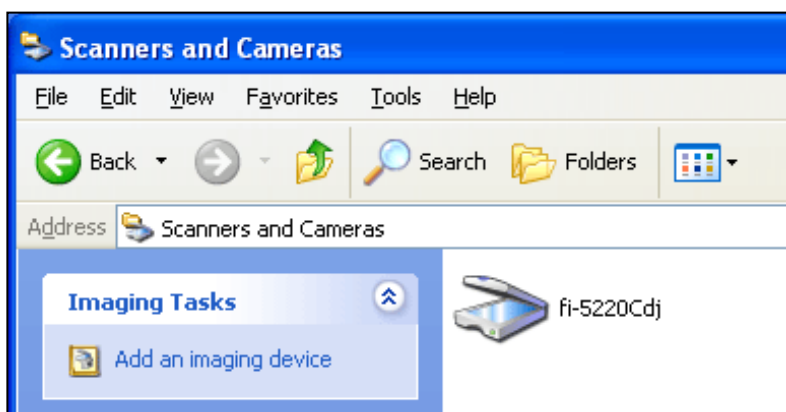 Scanners and Cameras
File Edit View Favorites Tools Help
Back Search Folders
Address Scanners and Cameras
Imaging Tasks
fi-5220Cdj
Add an imaging device